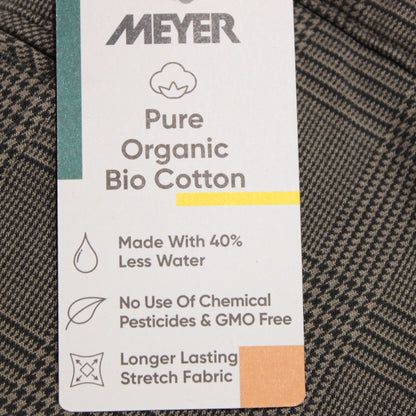 MEYER
Pure
Organic
Bio Cotton
Made With 40%
Less Water
No Use Of Chemical
Pesticides & GMO Free
Longer Lasting
Stretch Fabric